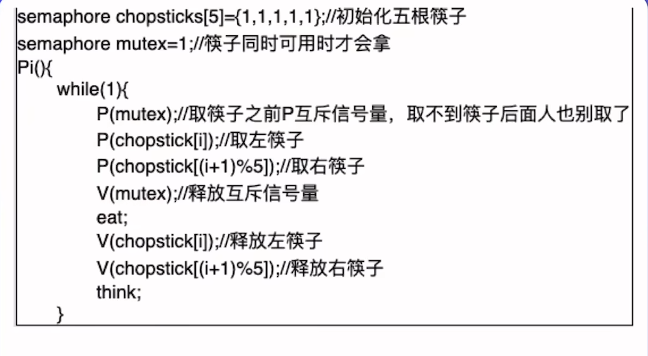 semaphore chopsticks[5]={1,1,1,1,1};//初始化五根筷子
semaphore mutex=1;//筷子同时可用时才会拿
Pi(){
while(1){
P(mutex);//取筷子之前P互斥信号量，取不到筷子后面人也别取了
P(chopstick[i]);//取左筷子
P(chopstick[(i+1)%5]);//取右筷子
V(mutex);//释放互斥信号量
eat;
V(chopstick[i]);//释放左筷子
V(chopstick[(i+1)%5]);//释放右筷子
think;
}